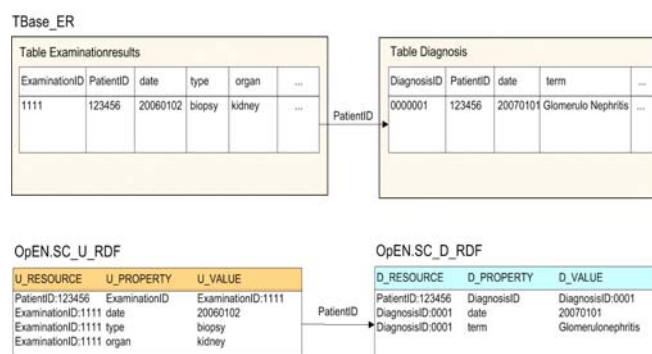 TBase_ER
Table Examinationresults
ExaminationID PatientID date type organ ...
1111 123456 20060102 biopsy kidney ...
PatientID
Table Diagnosis
DiagnosisID PatientID date term ...
0000001 123456 20070101 Glomerulo Nephritis ...
OpEN.SC_U_RDF
U_RESOURCE U_PROPERTY U_VALUE
PatientID:123456 ExaminationID ExaminationID:1111
ExaminationID:1111 date 20060102
ExaminationID:1111 type biopsy
ExaminationID:1111 organ kidney
PatientID
OpEN.SC_D_RDF
D_RESOURCE D_PROPERTY D_VALUE
PatientID:123456 DiagnosisID DiagnosisID:0001
DiagnosisID:0001 date 20070101
DiagnosisID:0001 term Glomerulonephritis